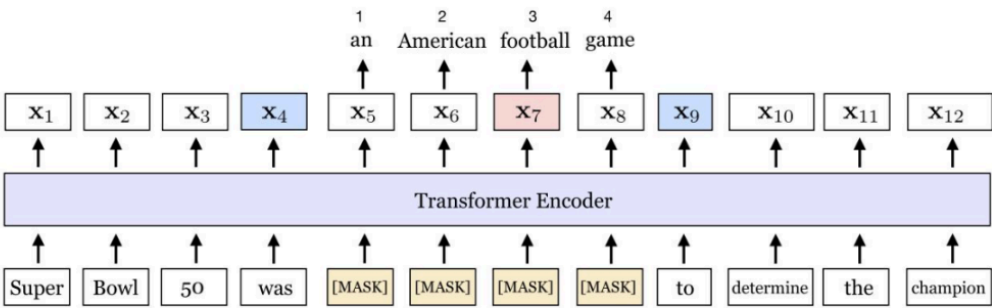 1 2 3 4
an American football game
x₁ x₂ x₃ x₄ x₅ x₆ x₇ x₈ x₉ x₁₀ x₁₁ x₁₂
Transformer Encoder
Super Bowl 50 was [MASK] [MASK] [MASK] [MASK] to determine the champion